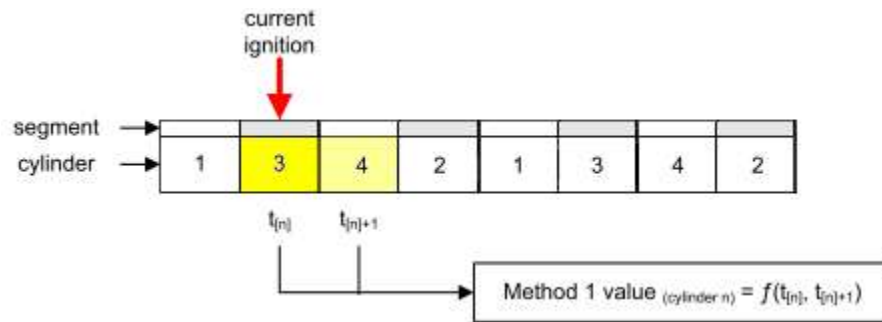 current
ignition
segment
cylinder
1 3 4 2 1 3 4 2
t[n] t[n]+1
Method 1 value (cylinder n) = f(t[n], t[n]+1)